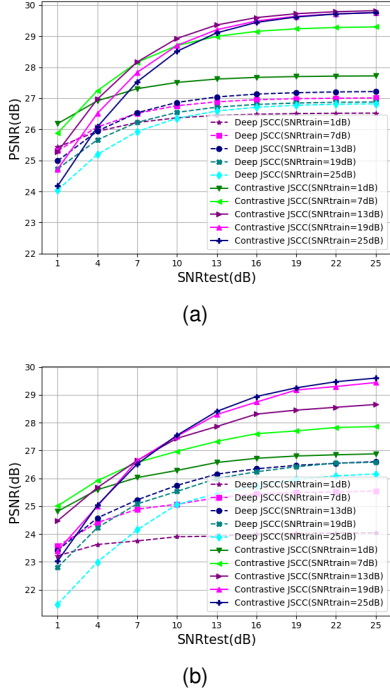 30
29
28
27
26
25
24
23
22
PSNR(dB)
Deep JSCC(SNRtrain=1dB)
Deep JSCC(SNRtrain=7dB)
Deep JSCC(SNRtrain=13dB)
Deep JSCC(SNRtrain=19dB)
Deep JSCC(SNRtrain=25dB)
Contrastive JSCC(SNRtrain=1dB)
Contrastive JSCC(SNRtrain=7dB)
Contrastive JSCC(SNRtrain=13dB)
Contrastive JSCC(SNRtrain=19dB)
Contrastive JSCC(SNRtrain=25dB)
1 4 7 10 13 16 19 22 25
SNRtest(dB)
(a)
30
29
28
27
26
25
24
23
22
PSNR(dB)
Deep JSCC(SNRtrain=1dB)
Deep JSCC(SNRtrain=7dB)
Deep JSCC(SNRtrain=13dB)
Deep JSCC(SNRtrain=19dB)
Deep JSCC(SNRtrain=25dB)
Contrastive JSCC(SNRtrain=1dB)
Contrastive JSCC(SNRtrain=7dB)
Contrastive JSCC(SNRtrain=13dB)
Contrastive JSCC(SNRtrain=19dB)
Contrastive JSCC(SNRtrain=25dB)
1 4 7 10 13 16 19 22 25
SNRtest(dB)
(b)